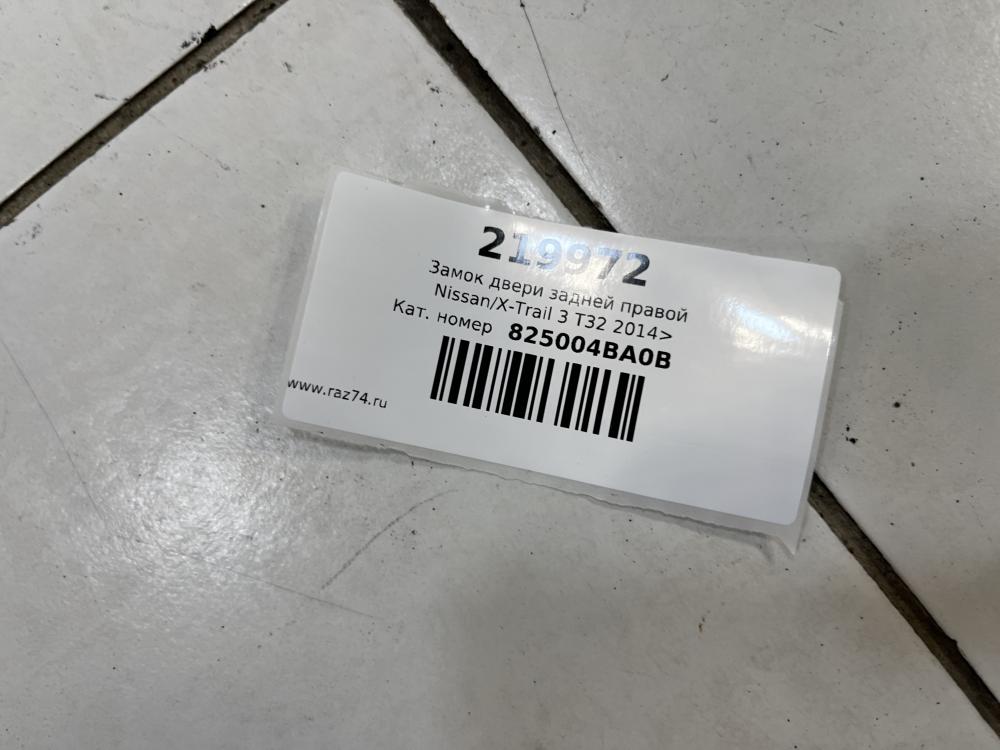 219972
Замок двери задней правой
Nissan/X-Trail 3 T32 2014>
Кат. номер 825004BA0B
www.raz74.ru